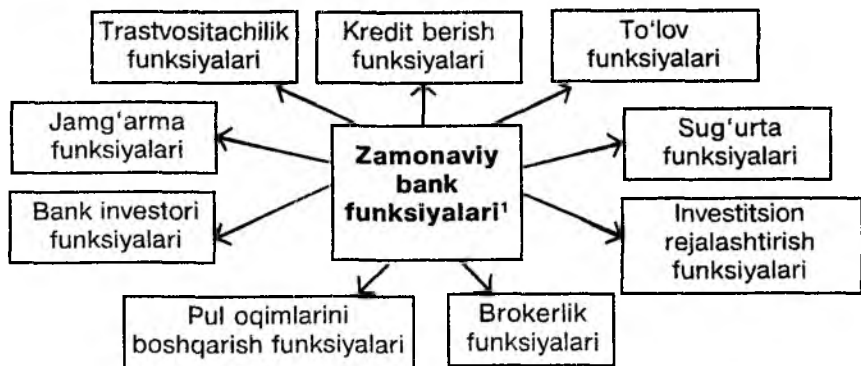 Trastvositachilik
funksiyalari
Kredit berish
funksiyalari
To‘lov
funksiyalari
Jamg‘arma
funksiyalari
Zamonaviy
bank
funksiyalari¹
Sug‘urta
funksiyalari
Bank investori
funksiyalari
Investitsion
rejalashtirish
funksiyalari
Pul oqimlarini
boshqarish funksiyalari
Brokerlik
funksiyalari